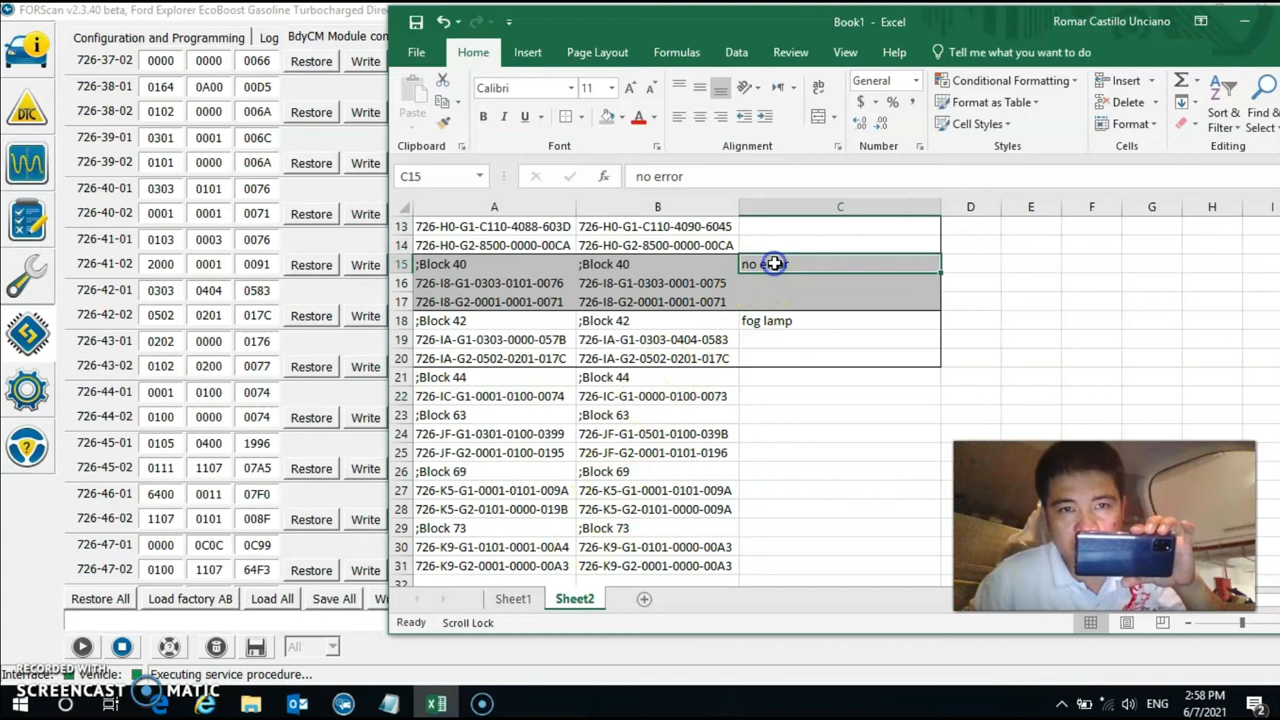 FORScan v2.3.40 beta, Ford Explorer EcoBoost Gasoline Turbocharged Direc
Book1 - Excel
Romar Castillo Unciano
File Home Insert Page Layout Formulas Data Review View Help Tell me what you want to do
Configuration and Programming Log BdyCM Module con
726-37-02 0000 0000 0066 Restore Write
726-38-01 0164 0A00 00D5
726-38-02 0102 0000 006A Restore Write
726-39-01 0301 0001 006C
726-39-02 0101 0000 006A Restore Write
726-40-01 0303 0101 0076
726-40-02 0001 0001 0071 Restore Write
726-41-01 0103 0003 0076
726-41-02 2000 0001 0091 Restore Write
726-42-01 0303 0404 0583
726-42-02 0502 0201 017C Restore Write
726-43-01 0202 0000 0176
726-43-02 0102 0200 0077 Restore Write
726-44-01 0001 0100 0074
726-44-02 0100 0000 0074 Restore Write
726-45-01 0105 0400 1996
726-45-02 0111 1107 07A5 Restore Write
726-46-01 6400 0011 07F0
726-46-02 1107 0101 008F Restore Write
726-47-01 0000 0C0C 0C99
726-47-02 0100 1107 64F3 Restore Write
Restore All Load factory AB Load All Save All Wr
All
DTC
Paste
Clipboard
Calibri 11
B I U
Font
ab
Alignment
General
$ % ,
Number
Conditional Formatting
Format as Table
Cell Styles
Styles
Insert
Delete
Format
Cells
Sort & Filter
Find & Select
Editing
C15 fx no error
A B C D E F G H I
13 726-H0-G1-C110-4088-603D 726-H0-G1-C110-4090-6045
14 726-H0-G2-8500-0000-00CA 726-H0-G2-8500-0000-00CA
15 ;Block 40 ;Block 40 no error
16 726-I8-G1-0303-0101-0076 726-I8-G1-0303-0001-0075
17 726-I8-G2-0001-0001-0071 726-I8-G2-0001-0001-0071
18 ;Block 42 ;Block 42 fog lamp
19 726-IA-G1-0303-0000-057B 726-IA-G1-0303-0404-0583
20 726-IA-G2-0502-0201-017C 726-IA-G2-0502-0201-017C
21 ;Block 44 ;Block 44
22 726-IC-G1-0001-0100-0074 726-IC-G1-0000-0100-0073
23 ;Block 63 ;Block 63
24 726-JF-G1-0301-0100-0399 726-JF-G1-0501-0100-039B
25 726-JF-G2-0101-0100-0195 726-JF-G2-0101-0101-0196
26 ;Block 69 ;Block 69
27 726-K5-G1-0001-0101-009A 726-K5-G1-0001-0101-009A
28 726-K5-G2-0101-0000-019B 726-K5-G2-0101-0000-009A
29 ;Block 73 ;Block 73
30 726-K9-G1-0101-0001-00A4 726-K9-G1-0101-0000-00A3
31 726-K9-G2-0001-0000-00A3 726-K9-G2-0001-0000-00A3
32
Sheet1 Sheet2
Ready Scroll Lock
Interface: Vehicle: Executing service procedure...
RECORDED WITH
SCREENCAST MATIC
ENG
2:58 PM
6/7/2021
2